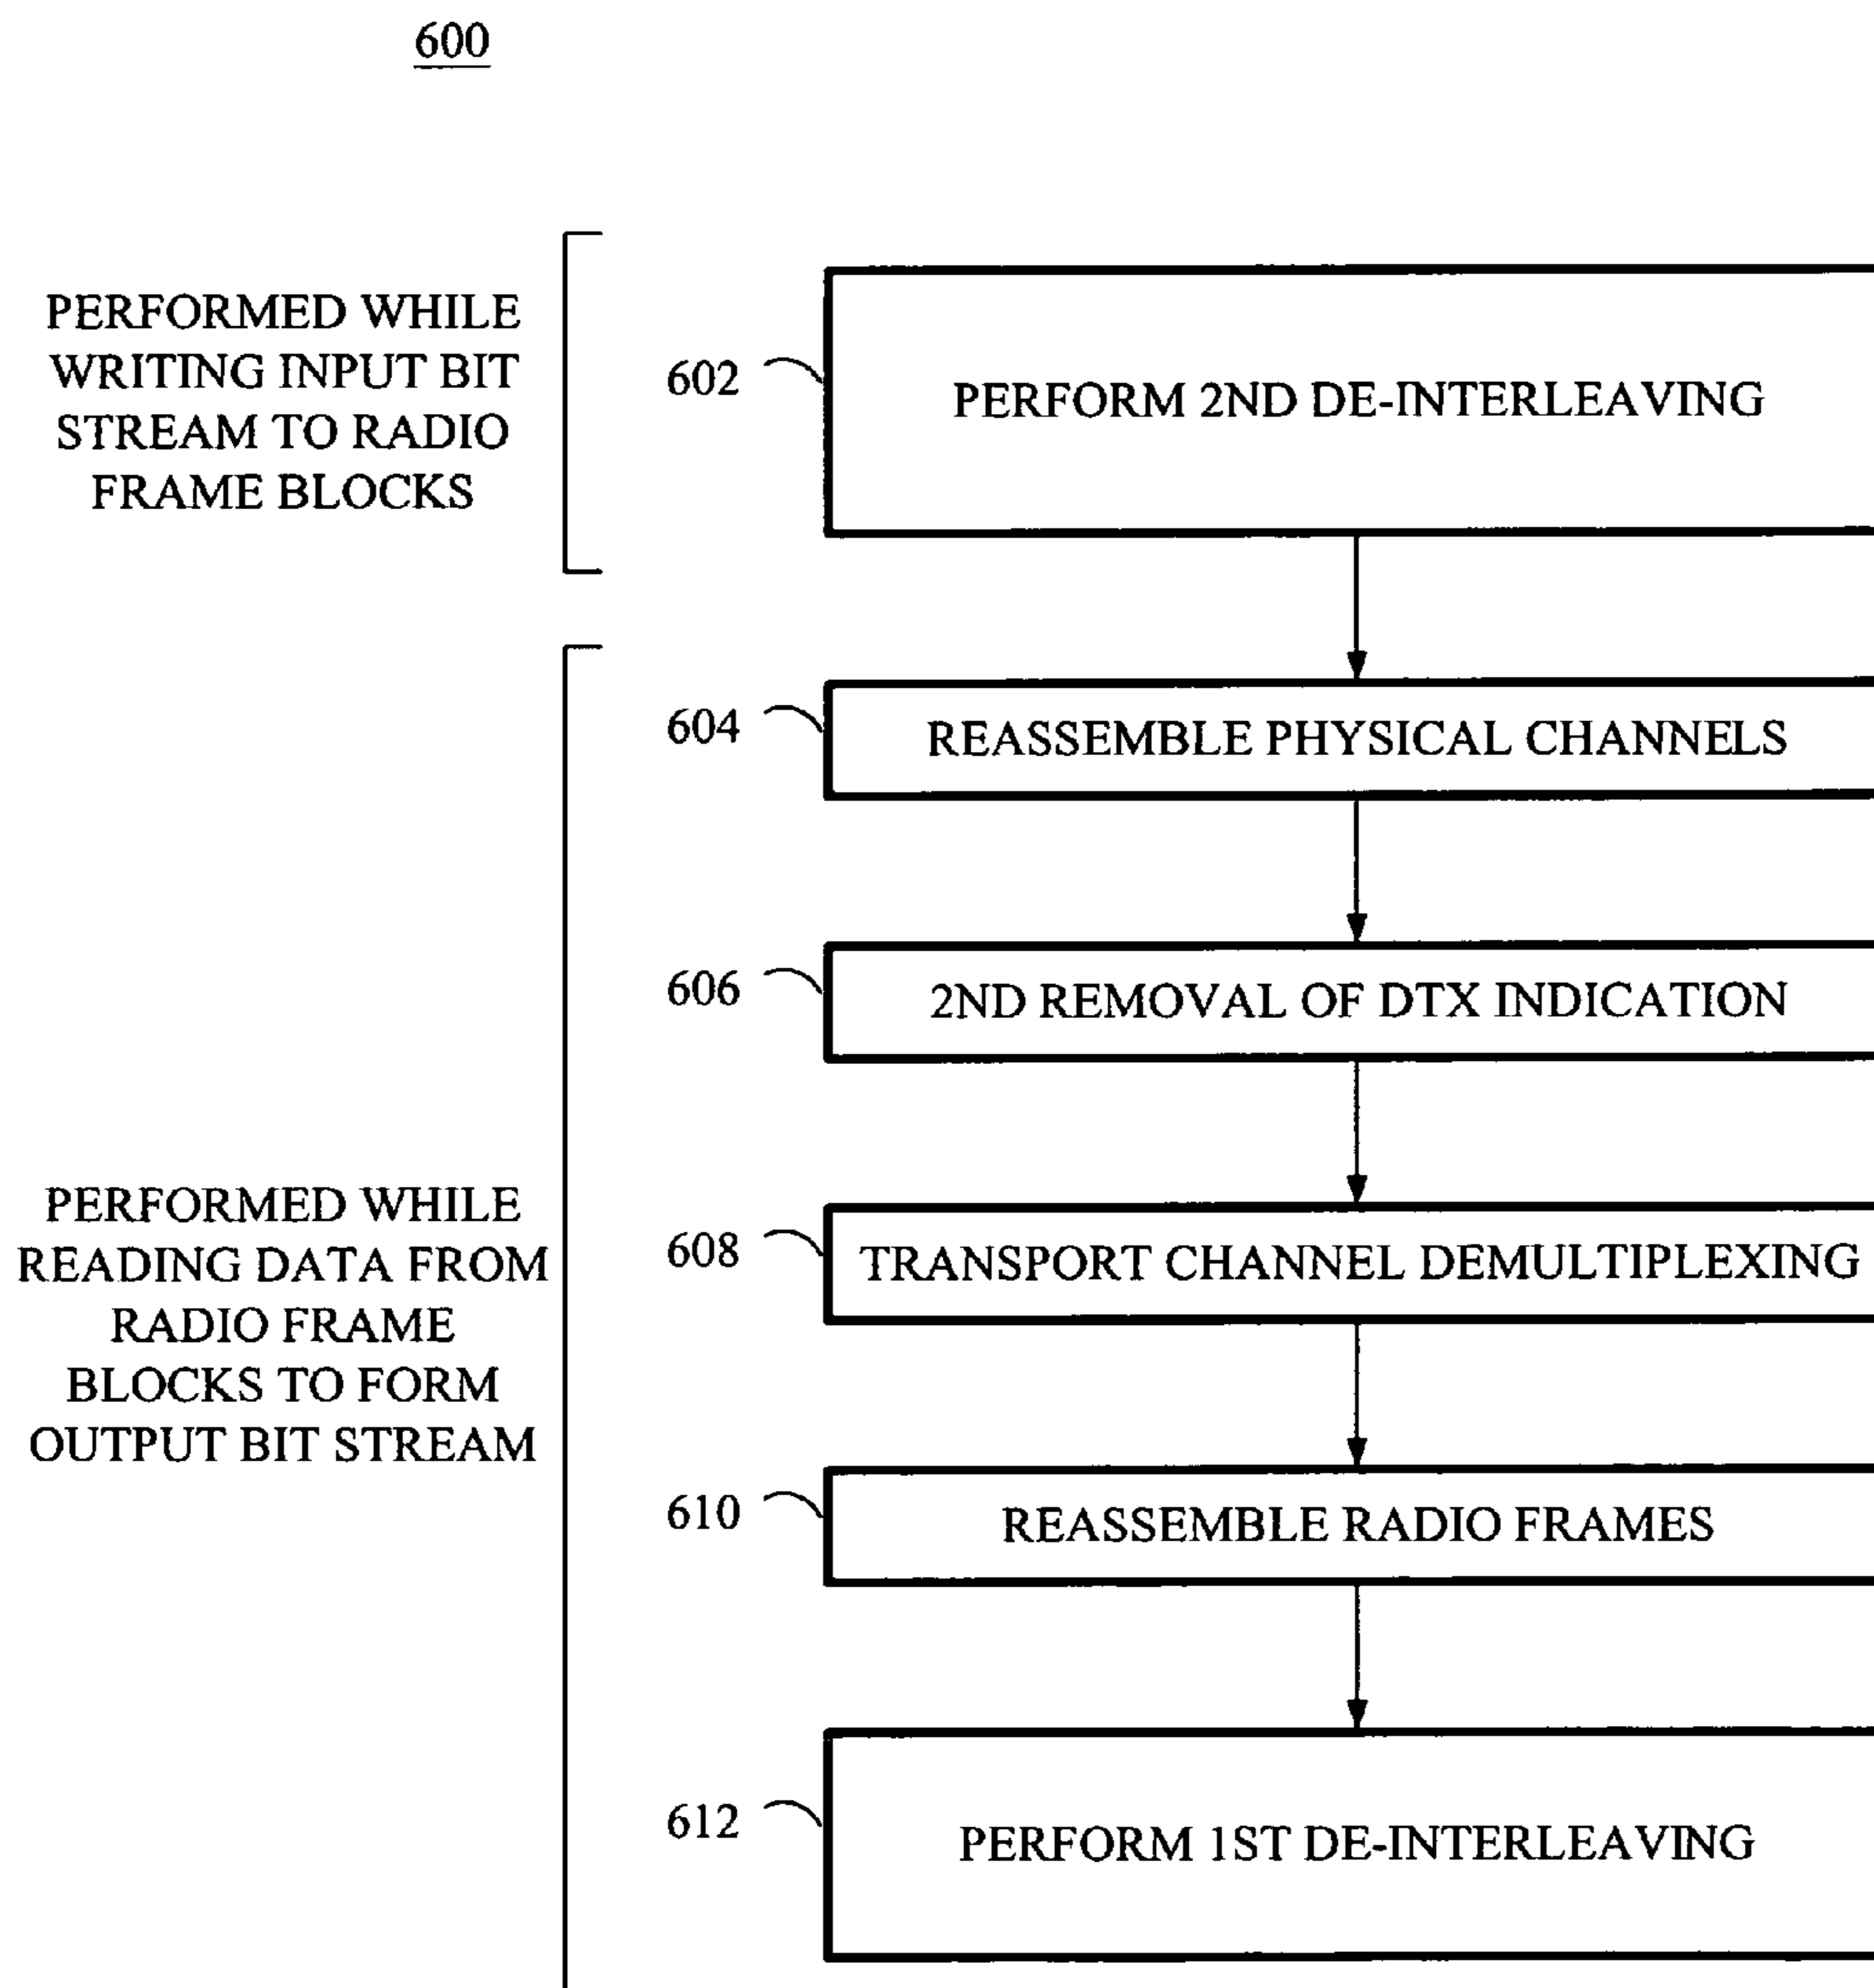 600
PERFORMED WHILE
WRITING INPUT BIT
STREAM TO RADIO
FRAME BLOCKS
602
PERFORM 2ND DE-INTERLEAVING
604
REASSEMBLE PHYSICAL CHANNELS
606
2ND REMOVAL OF DTX INDICATION
608
TRANSPORT CHANNEL DEMULTIPLEXING
PERFORMED WHILE
READING DATA FROM
RADIO FRAME
BLOCKS TO FORM
OUTPUT BIT STREAM
610
REASSEMBLE RADIO FRAMES
612
PERFORM 1ST DE-INTERLEAVING